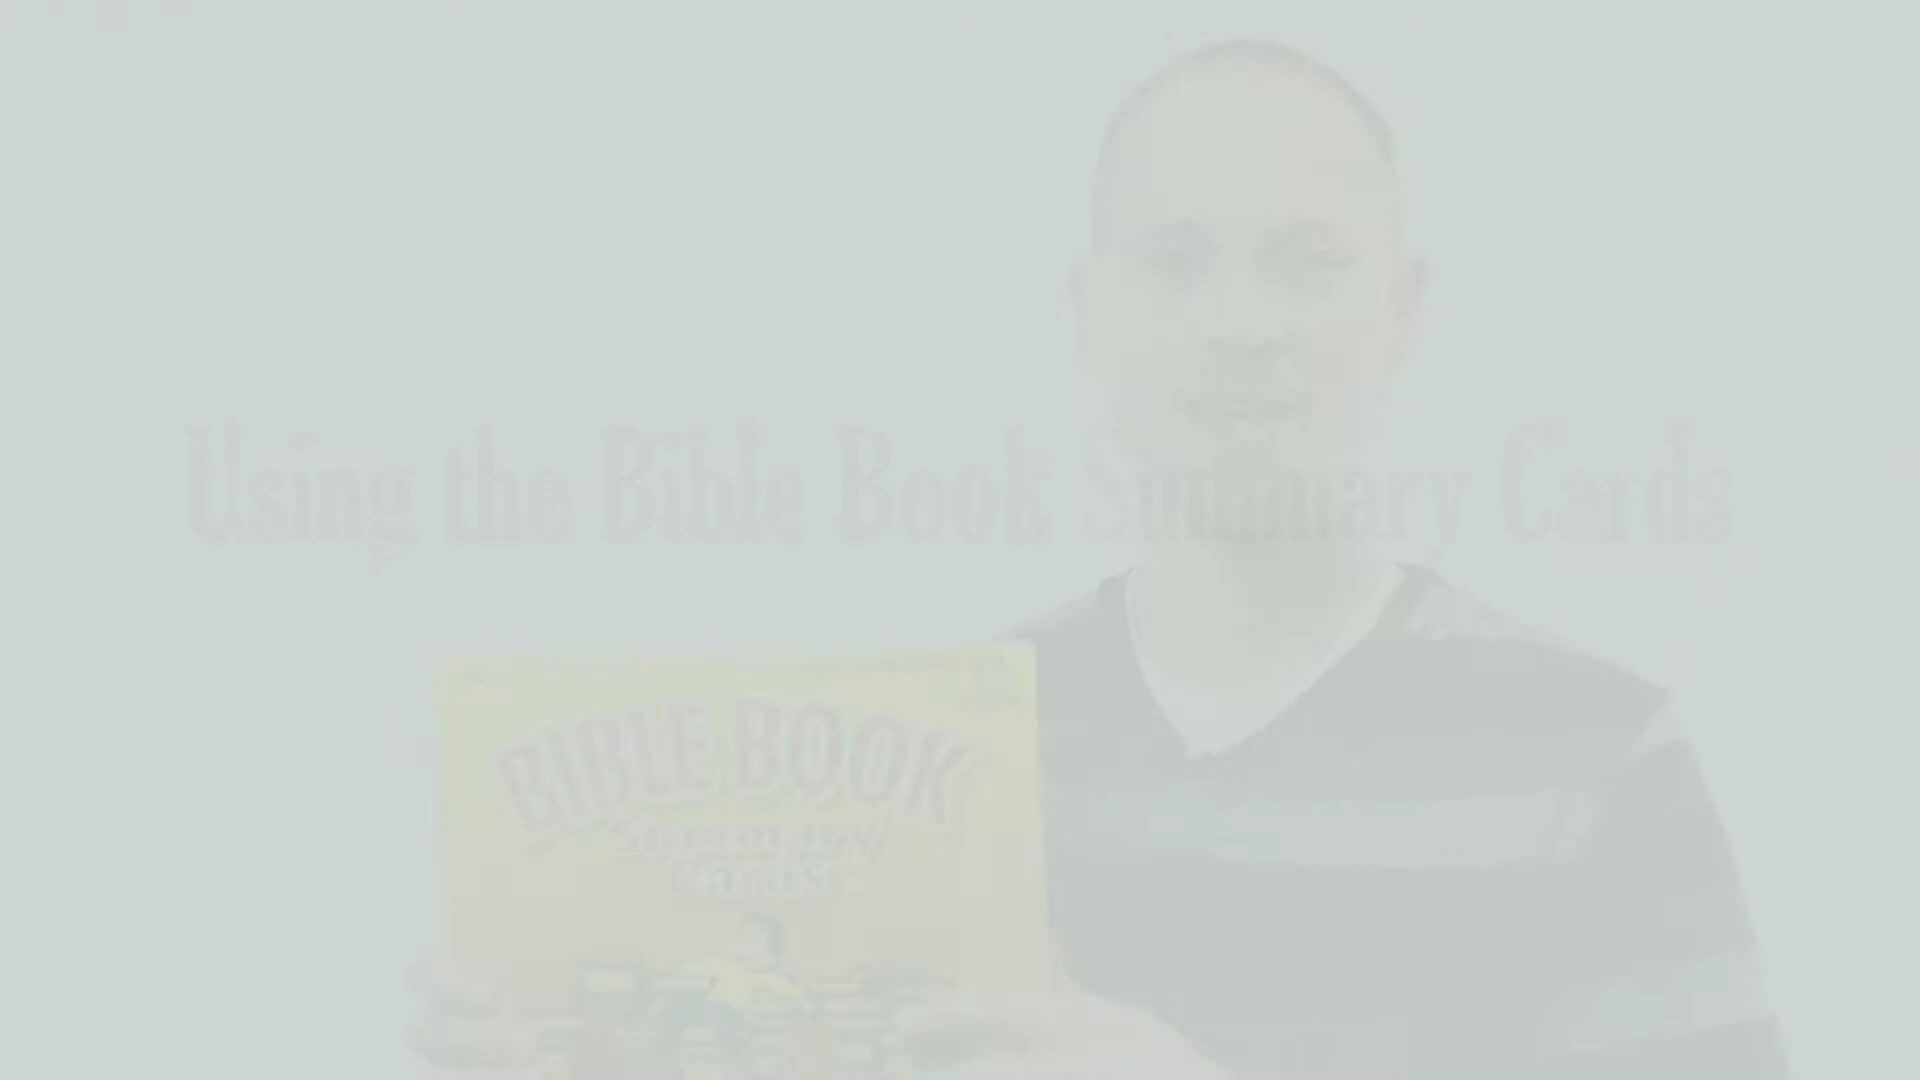 Using the Bible Book Summary Cards
BIBLE BOOK
Summary
Cards